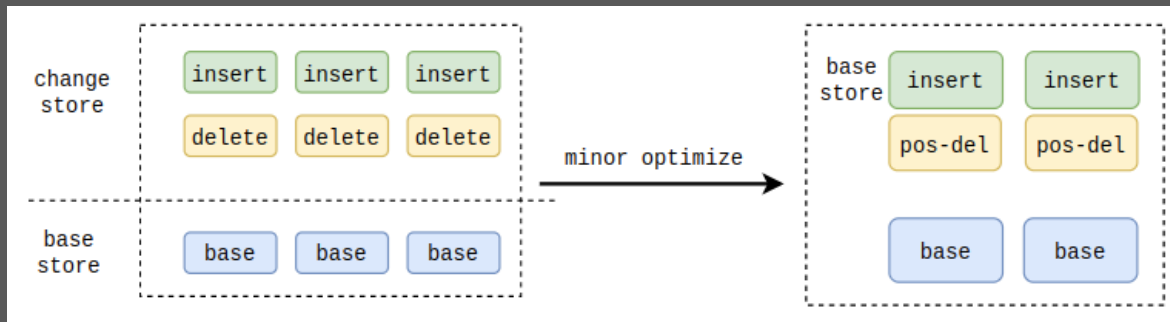 change
store
insert insert insert
delete delete delete
base
store
base base base
minor optimize
base
store
insert insert
pos-del pos-del
base base